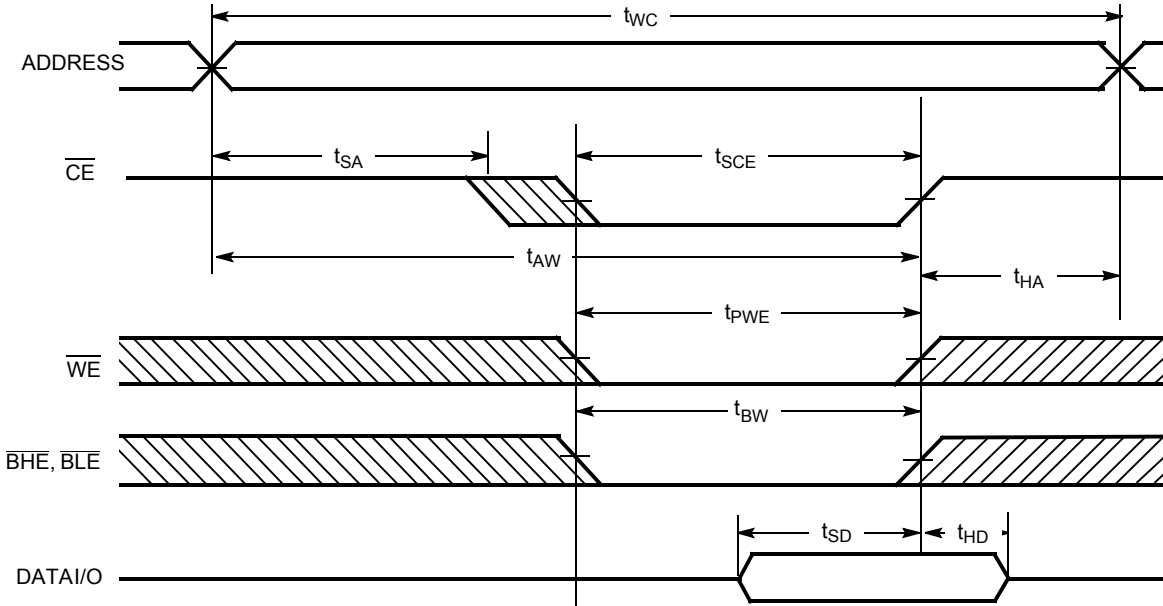 tWC
ADDRESS
tSA
tSCE
CE
tAW
tHA
tPWE
WE
tBW
BHE, BLE
tSD
tHD
DATAI/O